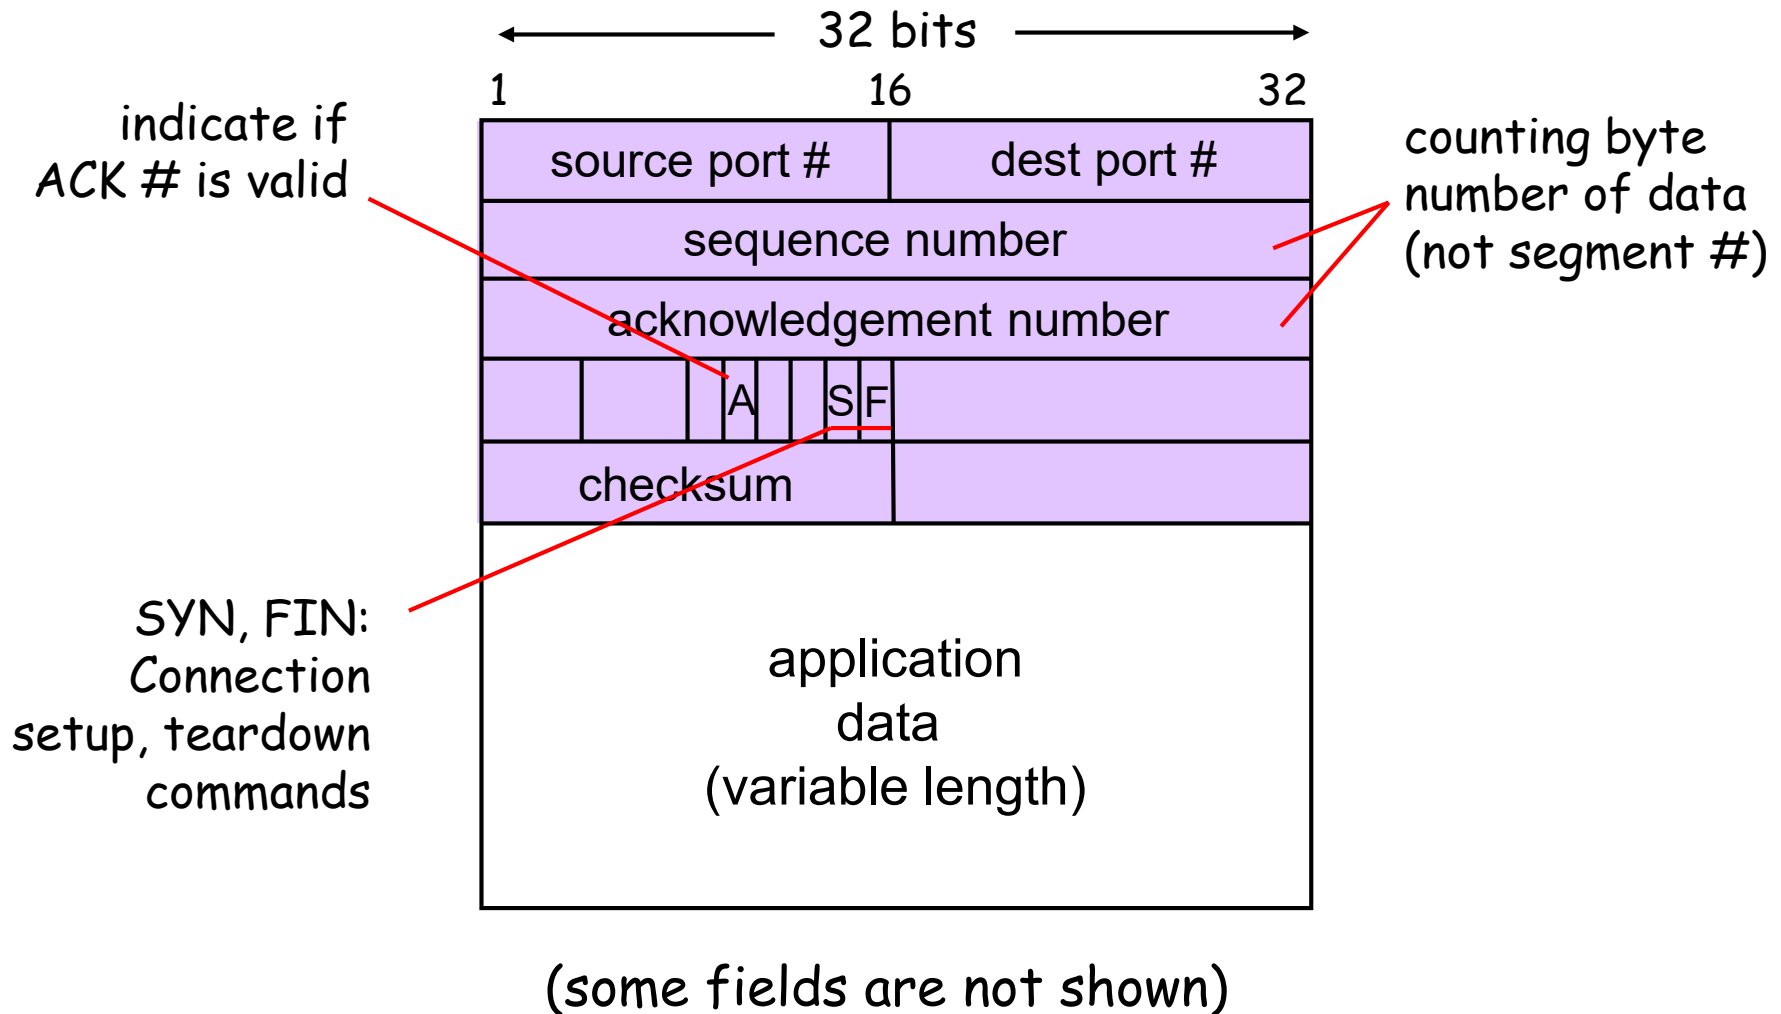 32 bits
1 16 32
indicate if
ACK # is valid
source port # dest port #
counting byte
number of data
(not segment #)
sequence number
acknowledgement number
A S F
checksum
SYN, FIN:
Connection
setup, teardown
commands
application
data
(variable length)
(some fields are not shown)